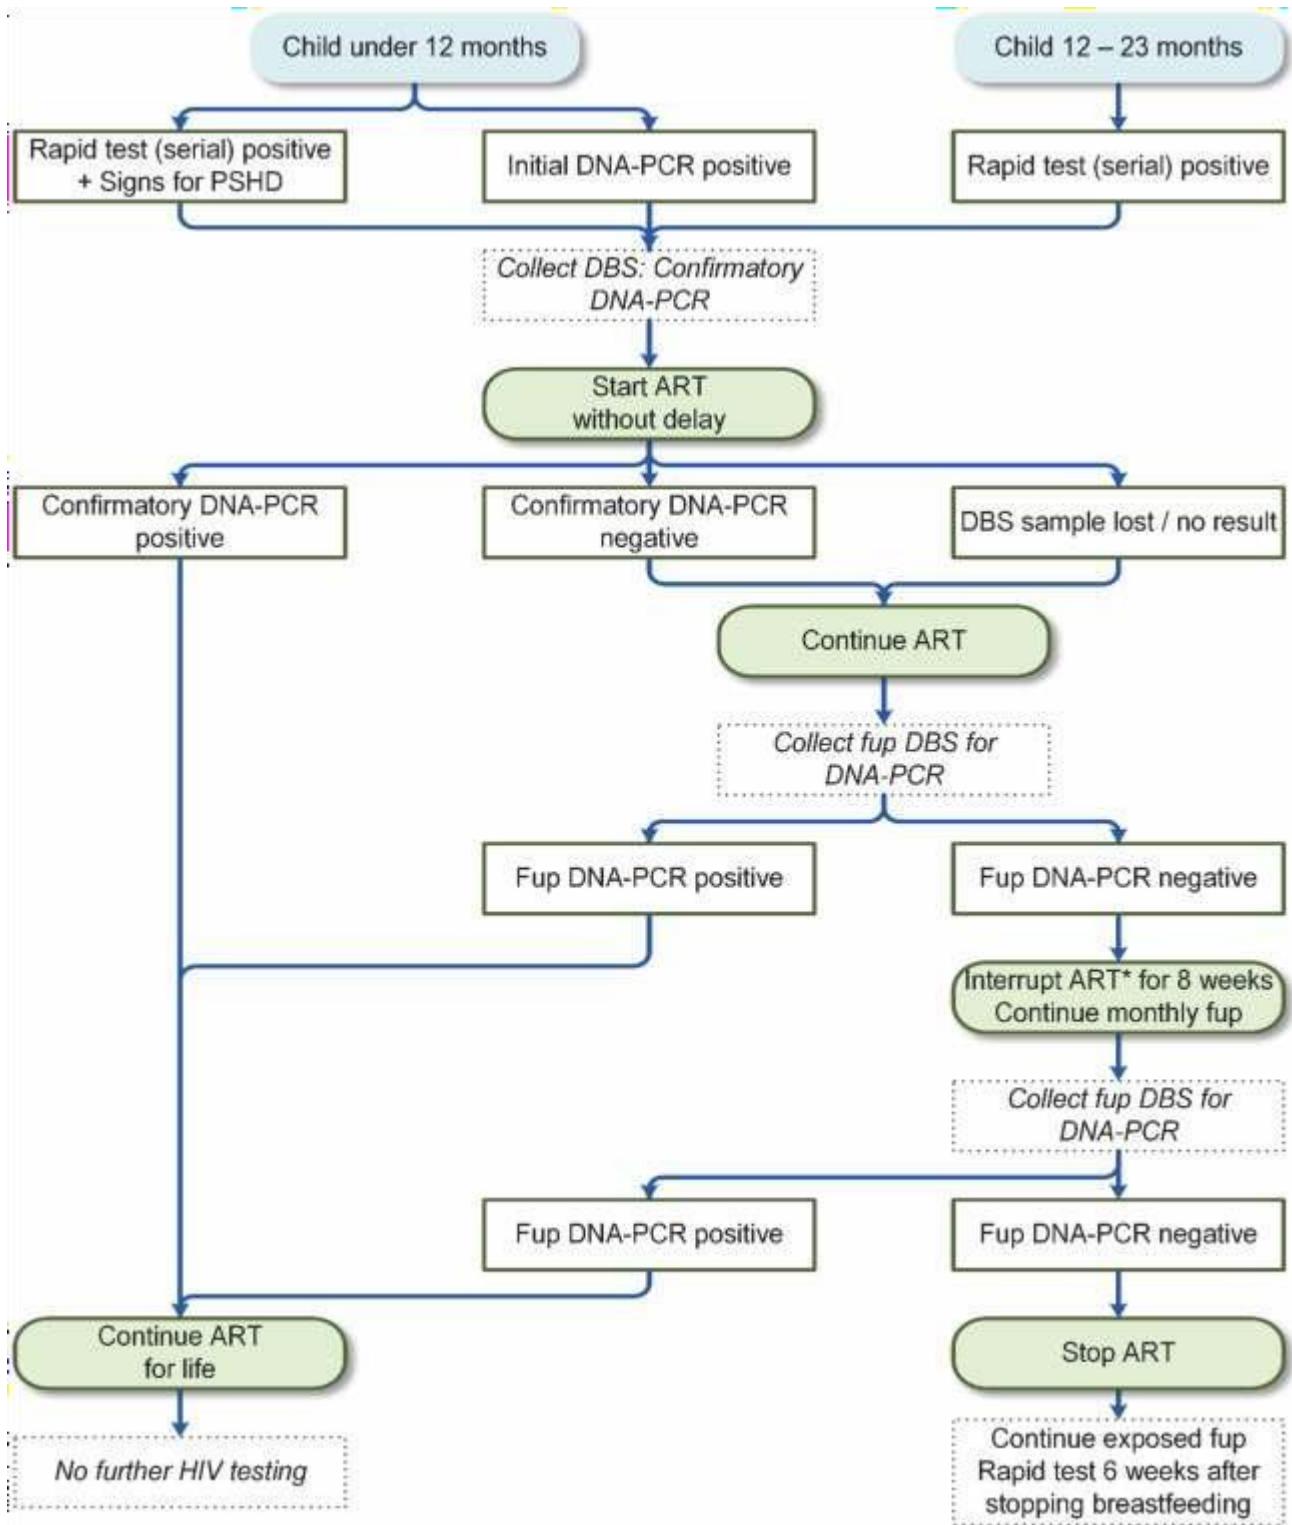 Child under 12 months
Child 12 – 23 months
Rapid test (serial) positive
+ Signs for PSHD
Initial DNA-PCR positive
Rapid test (serial) positive
Collect DBS: Confirmatory
DNA-PCR
Start ART
without delay
Confirmatory DNA-PCR
positive
Confirmatory DNA-PCR
negative
DBS sample lost / no result
Continue ART
Collect fup DBS for
DNA-PCR
Fup DNA-PCR positive
Fup DNA-PCR negative
Interrupt ART* for 8 weeks
Continue monthly fup
Collect fup DBS for
DNA-PCR
Fup DNA-PCR positive
Fup DNA-PCR negative
Continue ART
for life
Stop ART
No further HIV testing
Continue exposed fup
Rapid test 6 weeks after
stopping breastfeeding